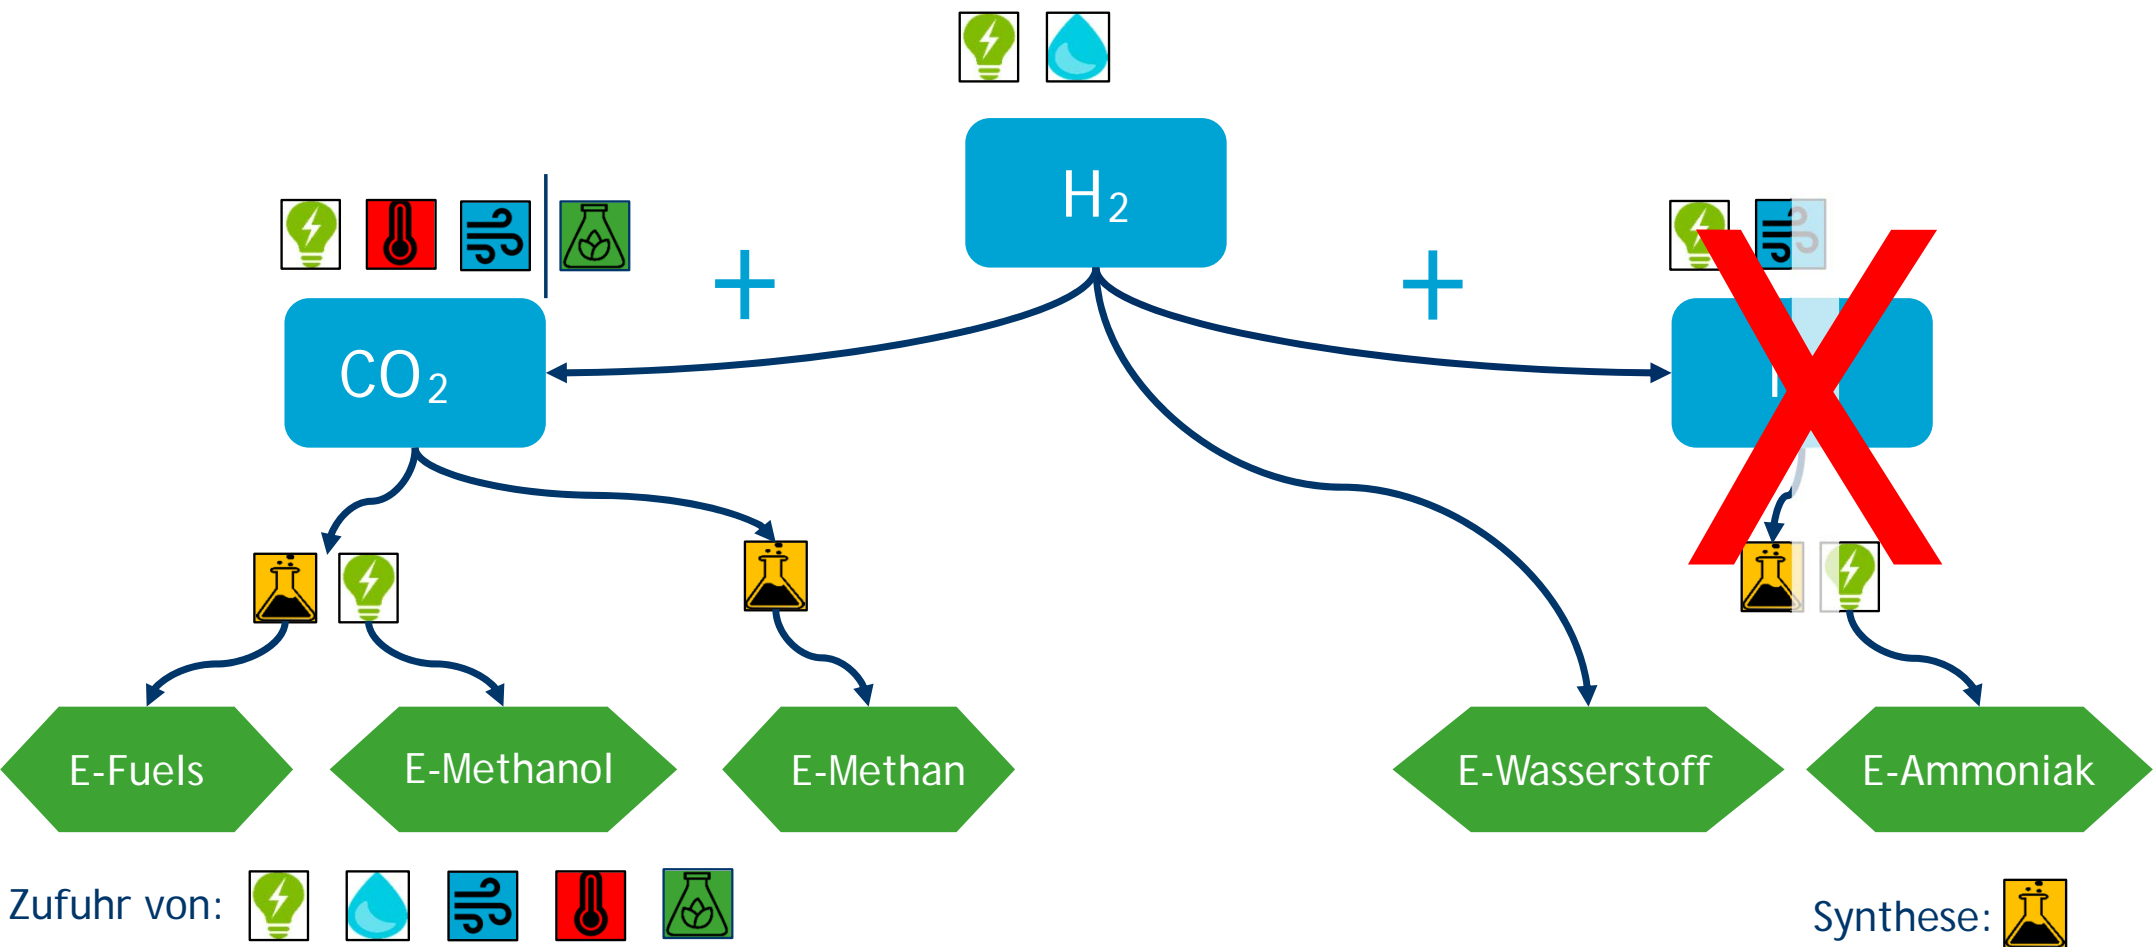 H₂
CO₂
E-Fuels
E-Methanol
E-Methan
E-Wasserstoff
E-Ammoniak
Zufuhr von:
Synthese: